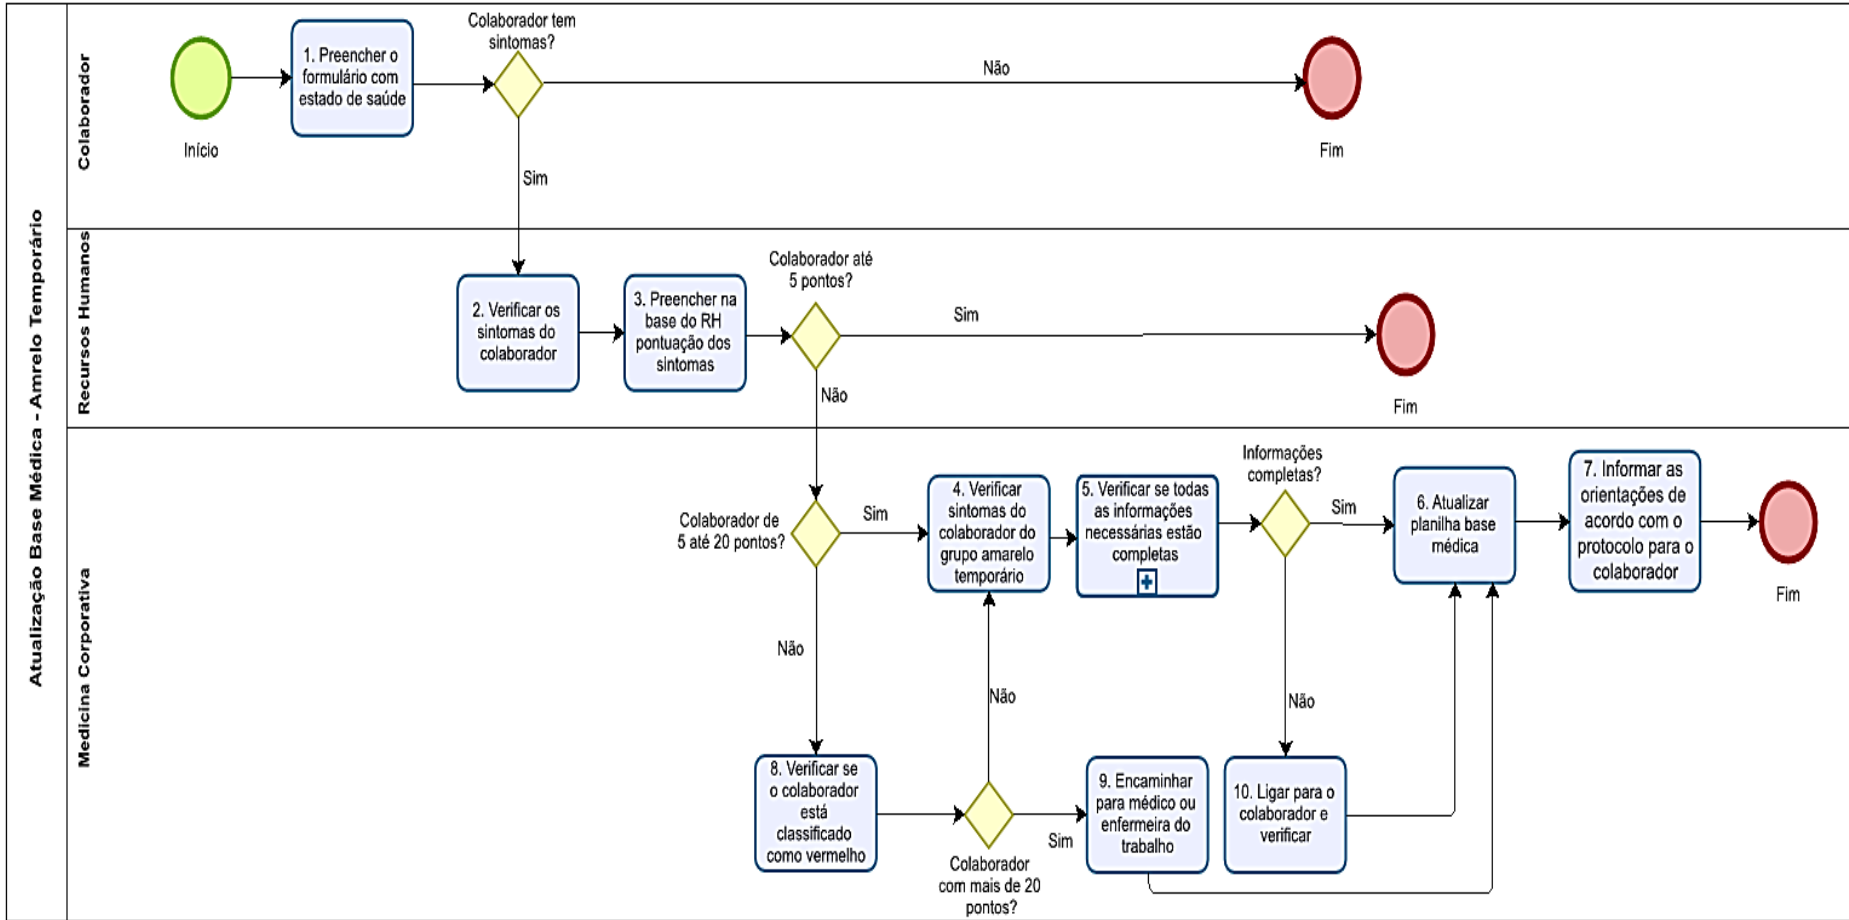 Atualização Base Médica - Amrelo Temporário
Colaborador
Início
1. Preencher o
formulário com
estado de saúde
Colaborador tem
sintomas?
Não
Sim
Fim
Recursos Humanos
2. Verificar os
sintomas do
colaborador
3. Preencher na
base do RH
pontuação dos
sintomas
Colaborador até
5 pontos?
Sim
Não
Fim
Medicina Corporativa
Colaborador de
5 até 20 pontos?
Sim
Não
4. Verificar
sintomas do
colaborador do
grupo amarelo
temporário
5. Verificar se todas
as informações
necessárias estão
completas
Informações
completas?
Sim
Não
6. Atualizar
planilha base
médica
7. Informar as
orientações de
acordo com o
protocolo para o
colaborador
Fim
8. Verificar se
o colaborador
está
classificado
como vermelho
Não
Colaborador
com mais de 20
pontos?
Sim
9. Encaminhar
para médico ou
enfermeira do
trabalho
10. Ligar para o
colaborador e
verificar